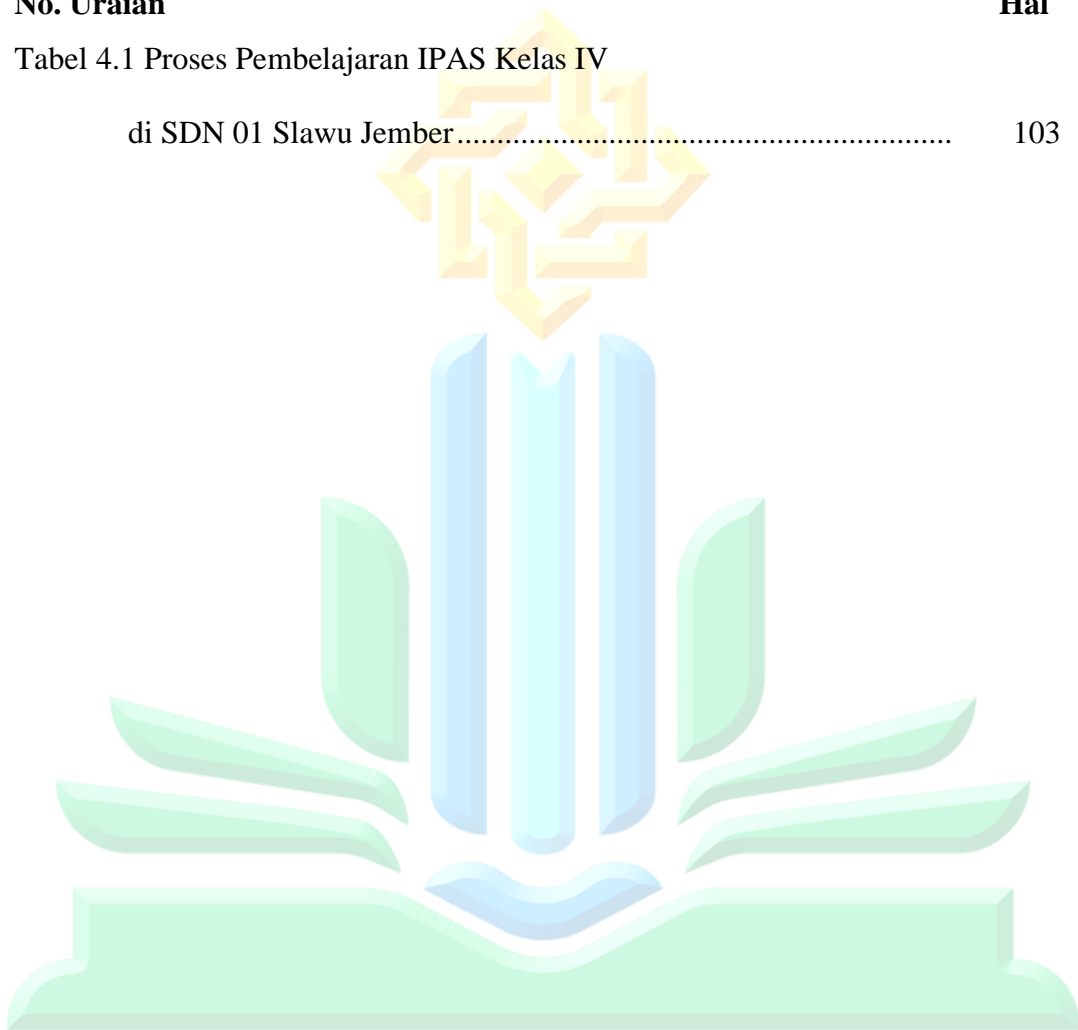 No. Uraian Hal
Tabel 4.1 Proses Pembelajaran IPAS Kelas IV
di SDN 01 Slawu Jember.............................................................. 103